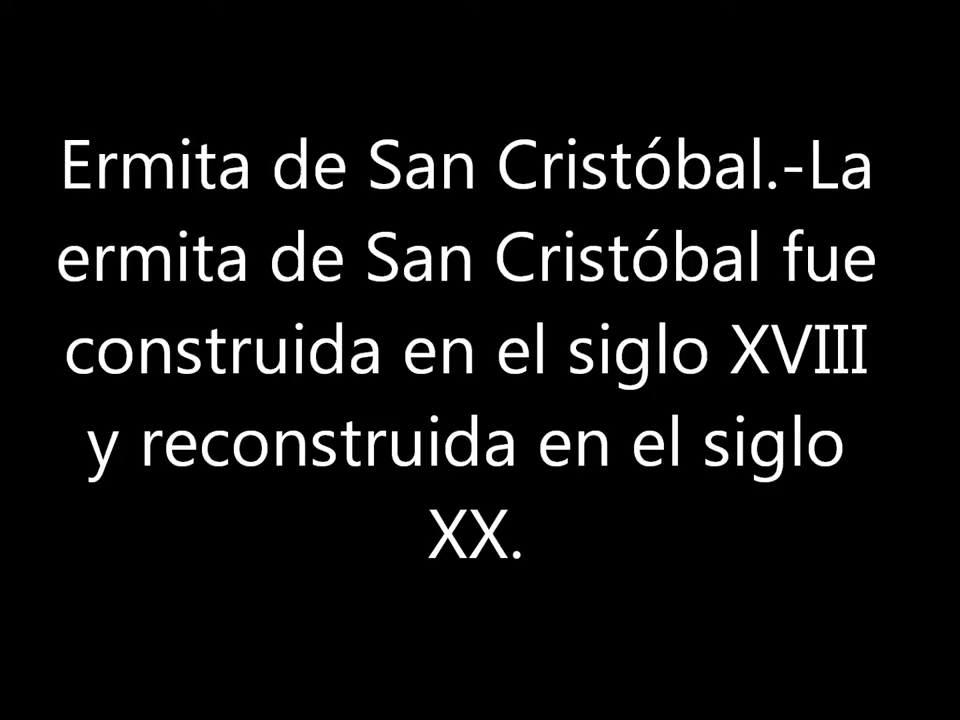 Ermita de San Cristóbal.-La
ermita de San Cristóbal fue
construida en el siglo XVIII
y reconstruida en el siglo
XX.